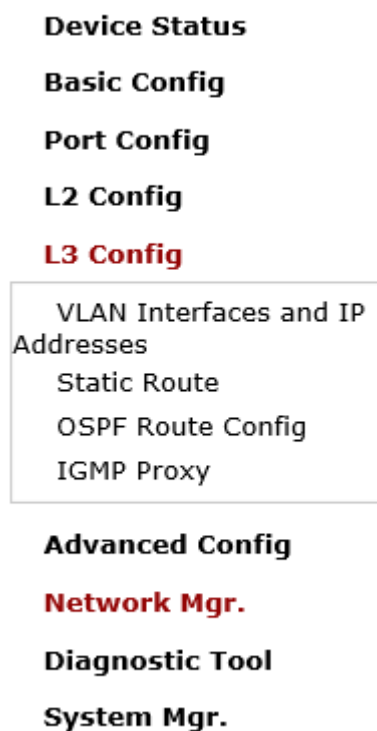 Device Status
Basic Config
Port Config
L2 Config
L3 Config
VLAN Interfaces and IP
Addresses
Static Route
OSPF Route Config
IGMP Proxy
Advanced Config
Network Mgr.
Diagnostic Tool
System Mgr.